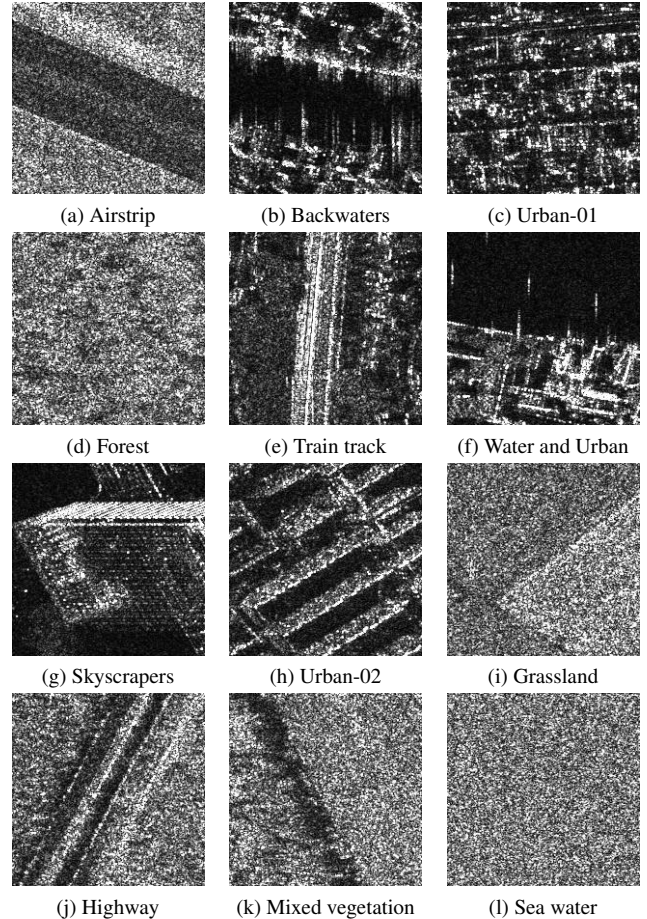 (a) Airstrip
(b) Backwaters
(c) Urban-01
(d) Forest
(e) Train track
(f) Water and Urban
(g) Skyscrapers
(h) Urban-02
(i) Grassland
(j) Highway
(k) Mixed vegetation
(l) Sea water